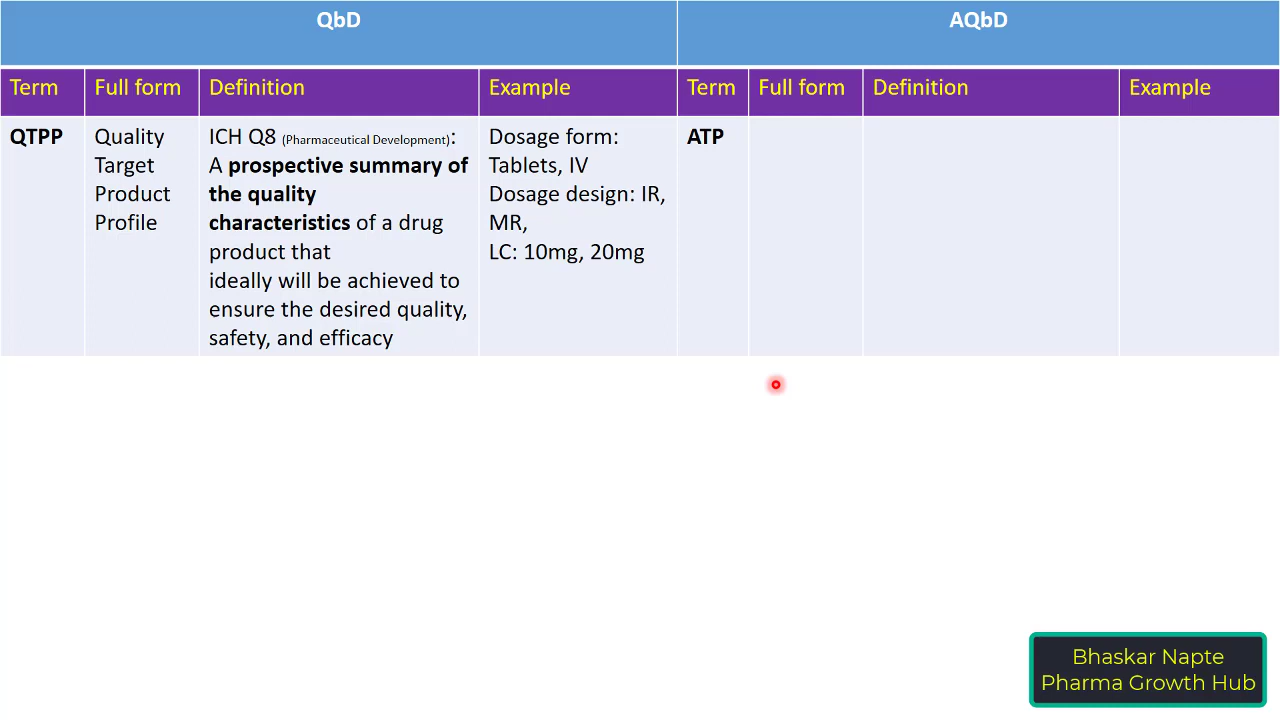 QbD
AQbD
Term
Full form
Definition
Example
Term
Full form
Definition
Example
QTPP
Quality
Target
Product
Profile
ICH Q8 (Pharmaceutical Development):
A prospective summary of
the quality
characteristics of a drug
product that
ideally will be achieved to
ensure the desired quality,
safety, and efficacy
Dosage form:
Tablets, IV
Dosage design: IR,
MR,
LC: 10mg, 20mg
ATP
Bhaskar Napte
Pharma Growth Hub